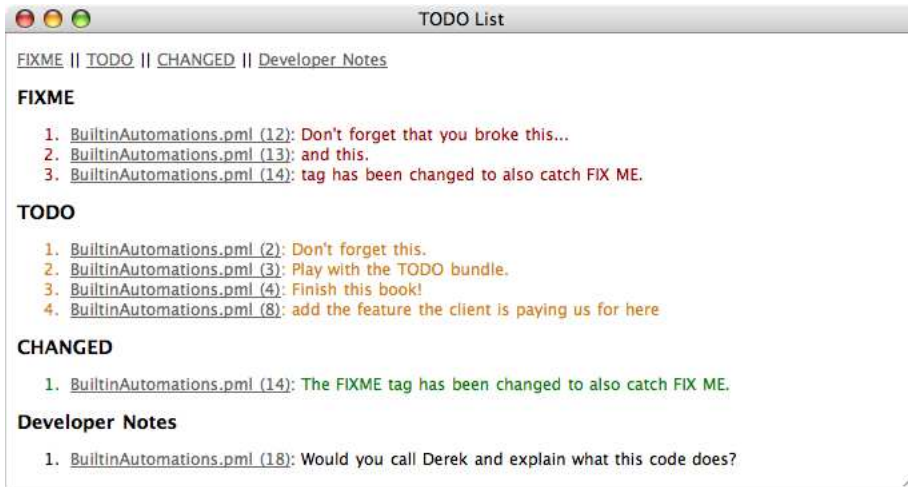 TODO List
FIXME || TODO || CHANGED || Developer Notes
FIXME
1. BuiltinAutomations.pml (12): Don't forget that you broke this...
2. BuiltinAutomations.pml (13): and this.
3. BuiltinAutomations.pml (14): tag has been changed to also catch FIX ME.
TODO
1. BuiltinAutomations.pml (2): Don't forget this.
2. BuiltinAutomations.pml (3): Play with the TODO bundle.
3. BuiltinAutomations.pml (4): Finish this book!
4. BuiltinAutomations.pml (8): add the feature the client is paying us for here
CHANGED
1. BuiltinAutomations.pml (14): The FIXME tag has been changed to also catch FIX ME.
Developer Notes
1. BuiltinAutomations.pml (18): Would you call Derek and explain what this code does?